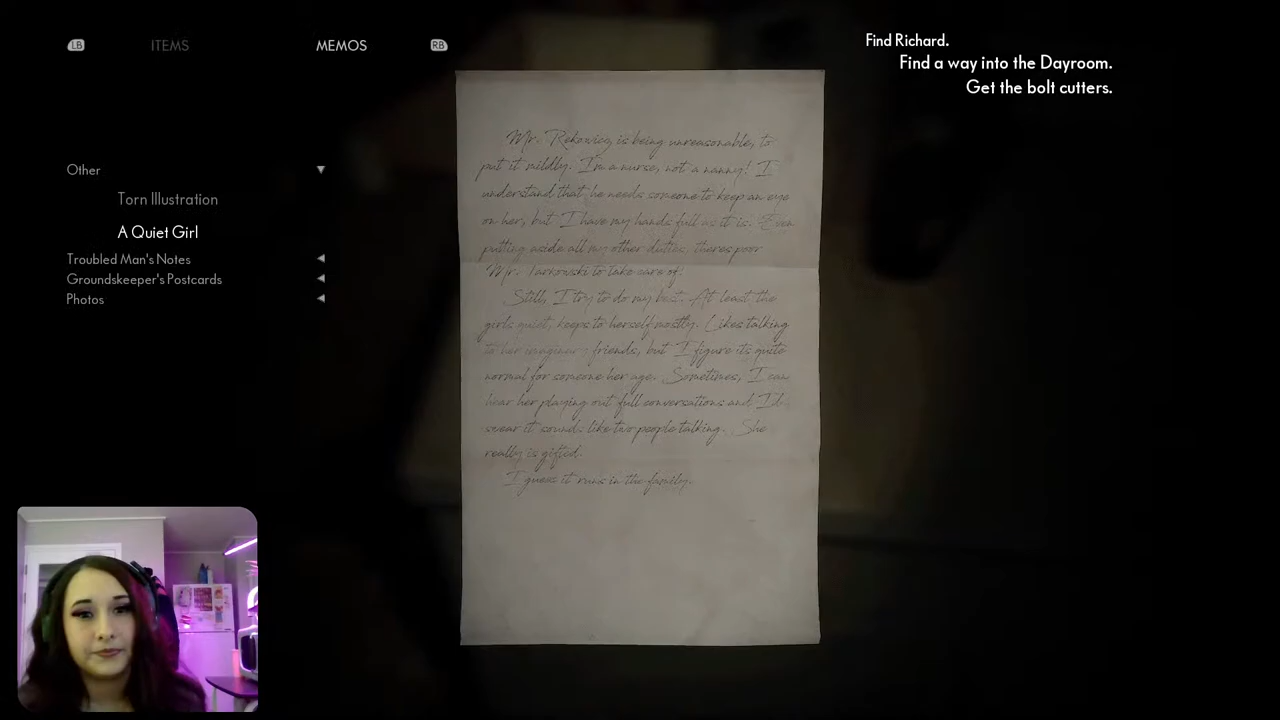 LB
ITEMS
MEMOS
RB
Find Richard.
Find a way into the Dayroom.
Get the bolt cutters.
Other
Torn Illustration
A Quiet Girl
Troubled Man's Notes
Groundskeeper's Postcards
Photos
Mr. Rekowicz is being unreasonable, to
put it mildly. I'm a nurse, not a nanny! I
understand that he needs someone to keep an eye
on her, but I have my hands full as it is. Even
putting aside all my other duties, theres poor
Mr. Tarkowski to take care of!
Still, I try to do my best. At least the
girls quiet, keeps to herself mostly. Likes talking
to her imaginary friends, but I figure its quite
normal for someone her age. Sometimes, I can
hear her playing out full conversations and I'd
swear it sounds like two people talking. She
really is gifted.
I guess it runs in the family.